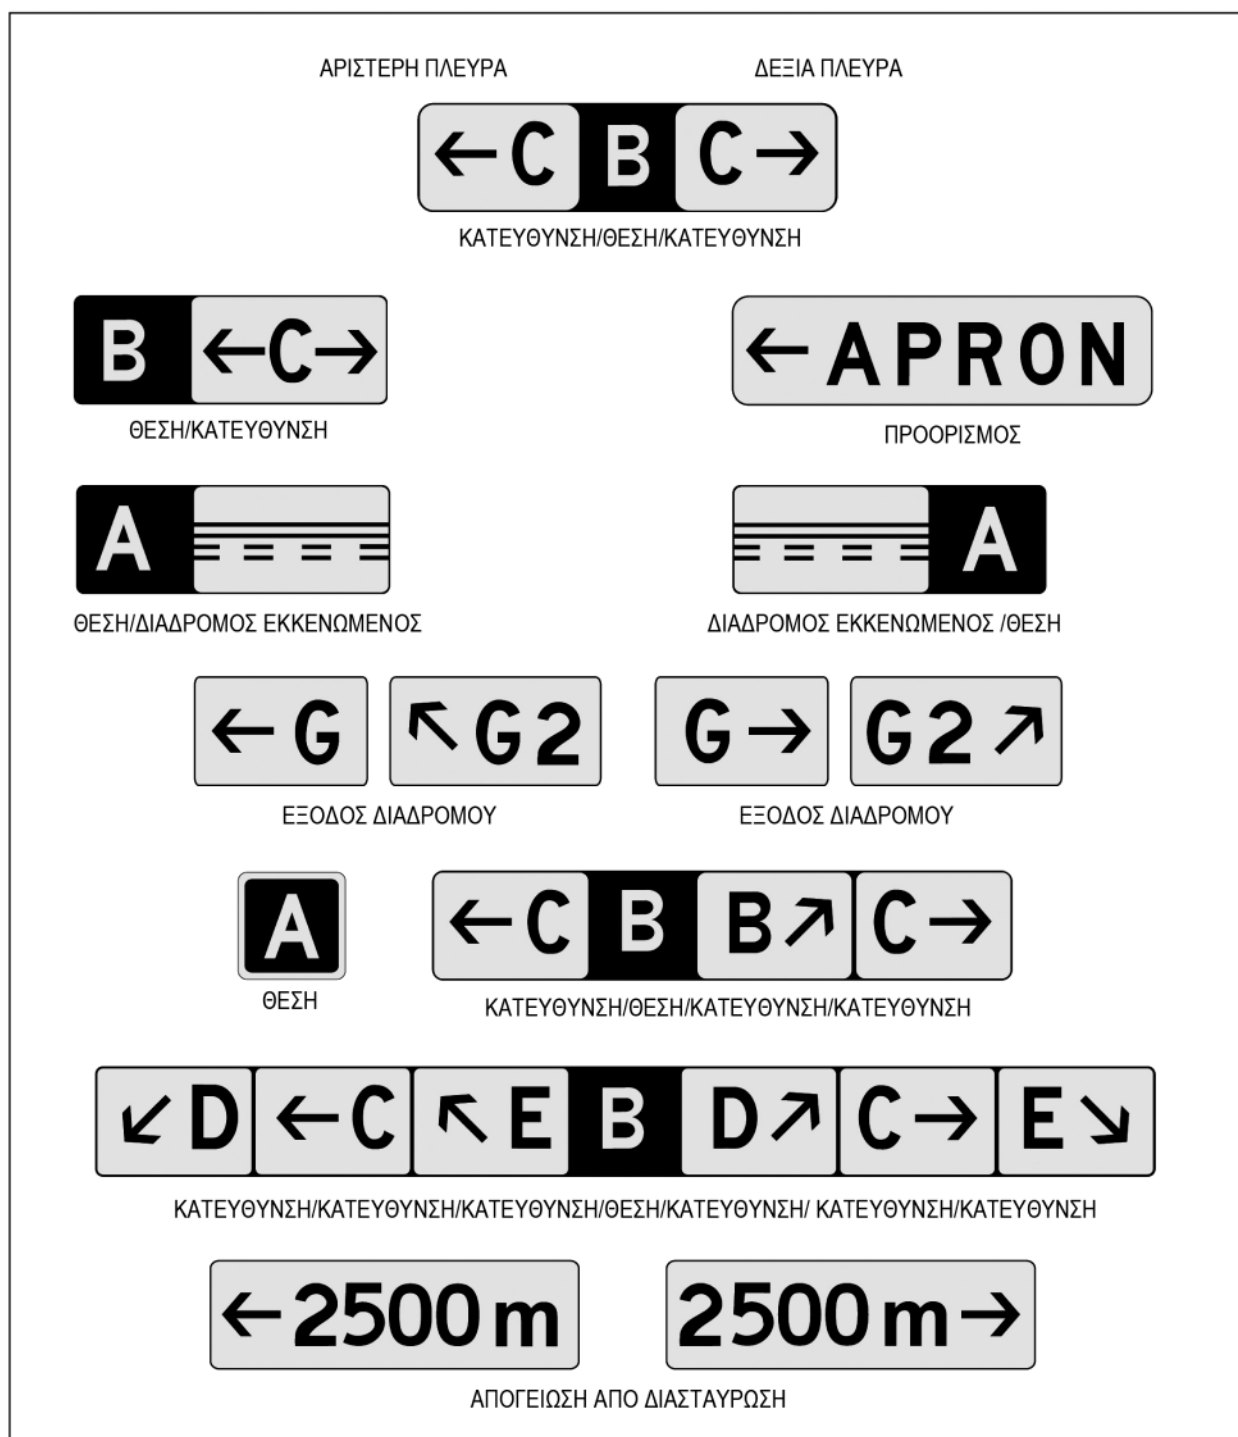 ΑΡΙΣΤΕΡΗ ΠΛΕΥΡΑ ΔΕΞΙΑ ΠΛΕΥΡΑ
←C B C→
ΚΑΤΕΥΘΥΝΣΗ/ΘΕΣΗ/ΚΑΤΕΥΘΥΝΣΗ
B ←C→ ←APRON
ΘΕΣΗ/ΚΑΤΕΥΘΥΝΣΗ ΠΡΟΟΡΙΣΜΟΣ
A A
ΘΕΣΗ/ΔΙΑΔΡΟΜΟΣ ΕΚΚΕΝΩΜΕΝΟΣ ΔΙΑΔΡΟΜΟΣ ΕΚΚΕΝΩΜΕΝΟΣ /ΘΕΣΗ
←G ↖G2 G→ G2↗
ΕΞΟΔΟΣ ΔΙΑΔΡΟΜΟΥ ΕΞΟΔΟΣ ΔΙΑΔΡΟΜΟΥ
A ←C B B↗ C→
ΘΕΣΗ ΚΑΤΕΥΘΥΝΣΗ/ΘΕΣΗ/ΚΑΤΕΥΘΥΝΣΗ/ΚΑΤΕΥΘΥΝΣΗ
↙D ←C ↖E B D↗ C→ E↘
ΚΑΤΕΥΘΥΝΣΗ/ΚΑΤΕΥΘΥΝΣΗ/ΚΑΤΕΥΘΥΝΣΗ/ΘΕΣΗ/ΚΑΤΕΥΘΥΝΣΗ/ ΚΑΤΕΥΘΥΝΣΗ/ΚΑΤΕΥΘΥΝΣΗ
←2500 m 2500 m→
ΑΠΟΓΕΙΩΣΗ ΑΠΟ ΔΙΑΣΤΑΥΡΩΣΗ